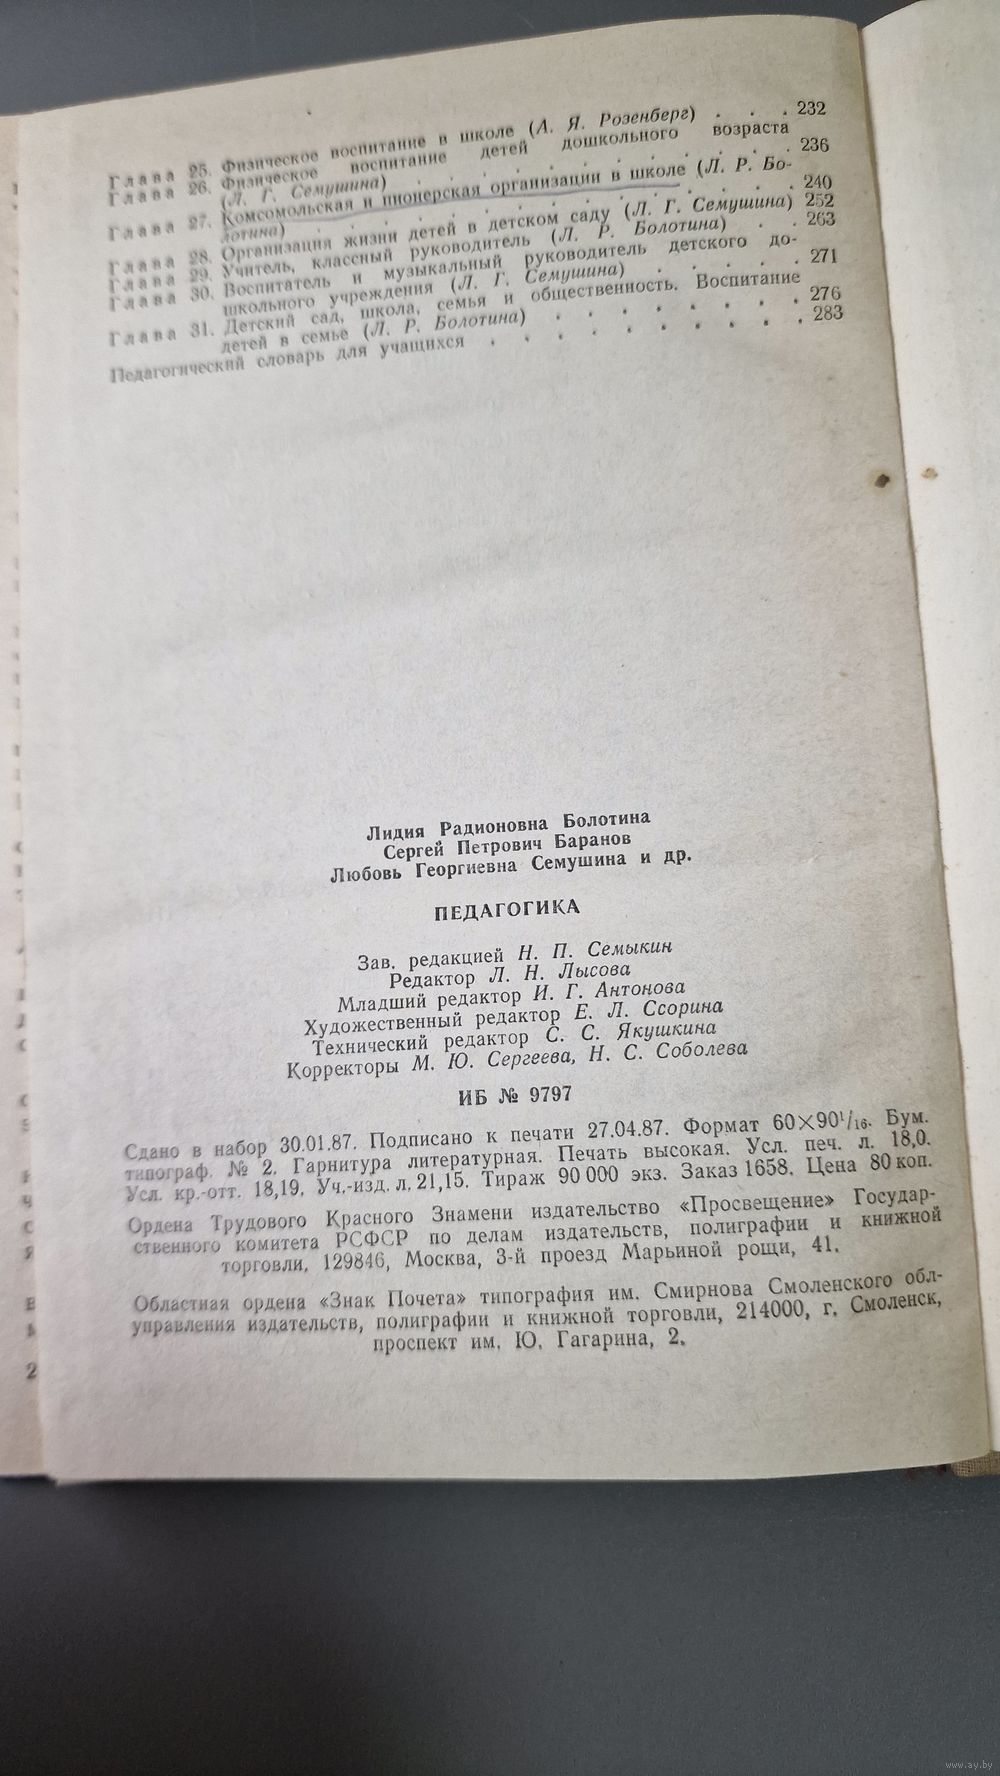 Глава 25. Физическое воспитание в школе (А. Я. Розенберг) . . . 232
Глава 26. Физическое воспитание детей дошкольного возраста
(Л. Г. Семушина) . . . . . . . . . . . 236
Глава 27. Комсомольская и пионерская организации в школе (Л. Р. Бо-
лотина) . . . . . . . . . . . . . 240
Глава 28. Организация жизни детей в детском саду (Л. Г. Семушина) 252
Глава 29. Учитель, классный руководитель (Л. Р. Болотина) . . 263
Глава 30. Воспитатель и музыкальный руководитель детского до-
школьного учреждения (Л. Г. Семушина) . . . . . 271
Глава 31. Детский сад, школа, семья и общественность. Воспитание
детей в семье (Л. Р. Болотина) . . . . . . . . 276
Педагогический словарь для учащихся . . . . . . . . . . 283
Лидия Радионовна Болотина
Сергей Петрович Баранов
Любовь Георгиевна Семушина и др.
ПЕДАГОГИКА
Зав. редакцией Н. П. Семыкин
Редактор Л. Н. Лысова
Младший редактор И. Г. Антонова
Художественный редактор Е. Л. Ссорина
Технический редактор С. С. Якушкина
Корректоры М. Ю. Сергеева, Н. С. Соболева
ИБ № 9797
Сдано в набор 30.01.87. Подписано к печати 27.04.87. Формат 60×90¹/₁₆. Бум.
типограф. № 2. Гарнитура литературная. Печать высокая. Усл. печ. л. 18,0.
Усл. кр.-отт. 18,19. Уч.-изд. л. 21,15. Тираж 90 000 экз. Заказ 1658. Цена 80 коп.
Ордена Трудового Красного Знамени издательство «Просвещение» Государ-
ственного комитета РСФСР по делам издательств, полиграфии и книжной
торговли. 129846, Москва, 3-й проезд Марьиной рощи, 41.
Областная ордена «Знак Почета» типография им. Смирнова Смоленского обл-
управления издательств, полиграфии и книжной торговли, 214000, г. Смоленск,
проспект им. Ю. Гагарина, 2.
www.ay.by